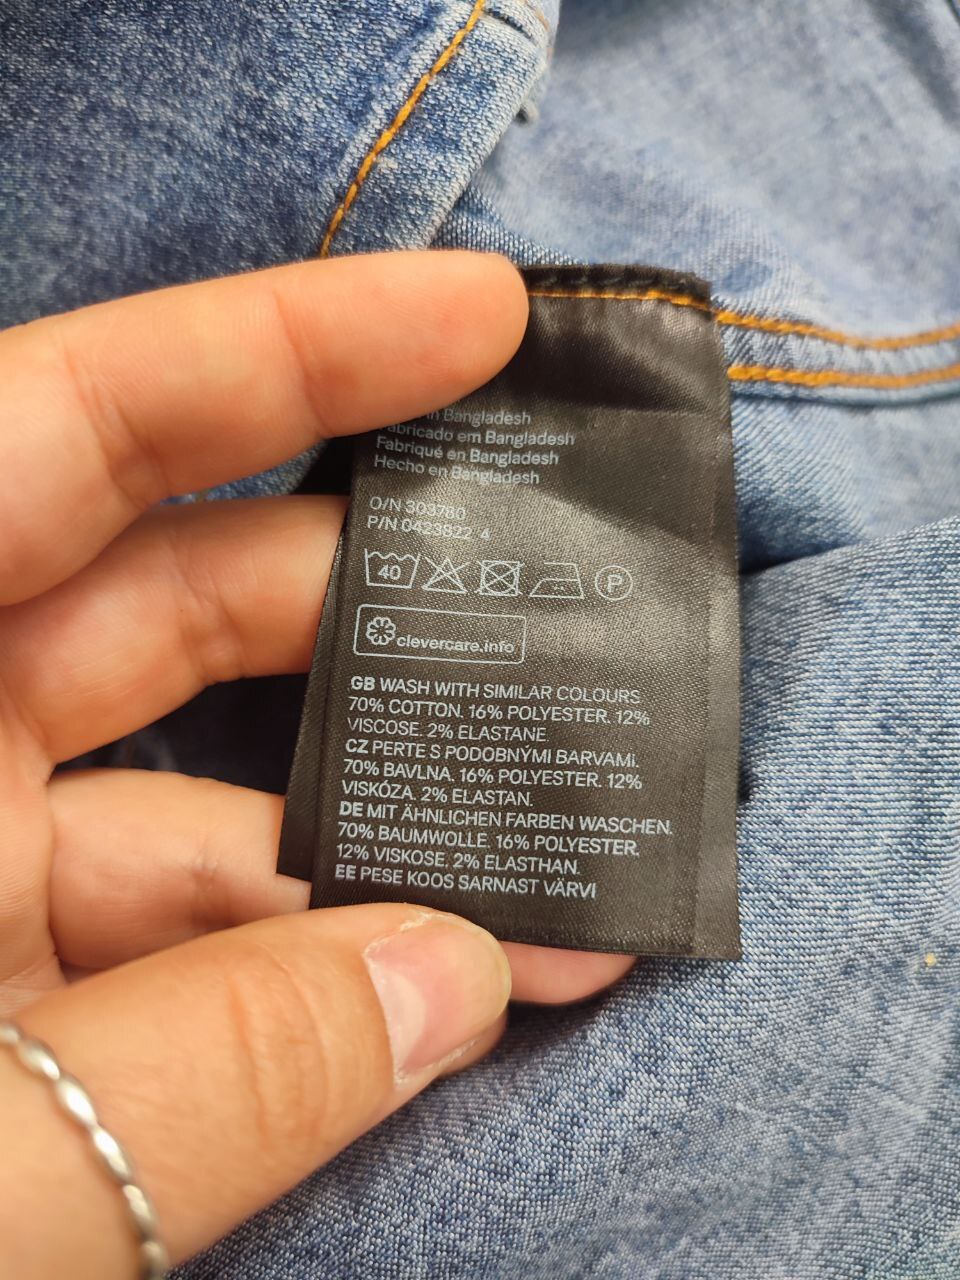 in Bangladesh
Fabricado em Bangladesh
Fabriqué en Bangladesh
Hecho en Bangladesh
O/N 303760
P/N 0423922 4
40 P
clevercare.info
GB WASH WITH SIMILAR COLOURS
70% COTTON. 16% POLYESTER. 12%
VISCOSE. 2% ELASTANE.
CZ PERTE S PODOBNÝMI BARVAMI.
70% BAVLNA. 16% POLYESTER. 12%
VISKÓZA. 2% ELASTAN.
DE MIT ÄHNLICHEN FARBEN WASCHEN.
70% BAUMWOLLE. 16% POLYESTER.
12% VISKOSE. 2% ELASTHAN.
EE PESE KOOS SARNAST VÄRVI